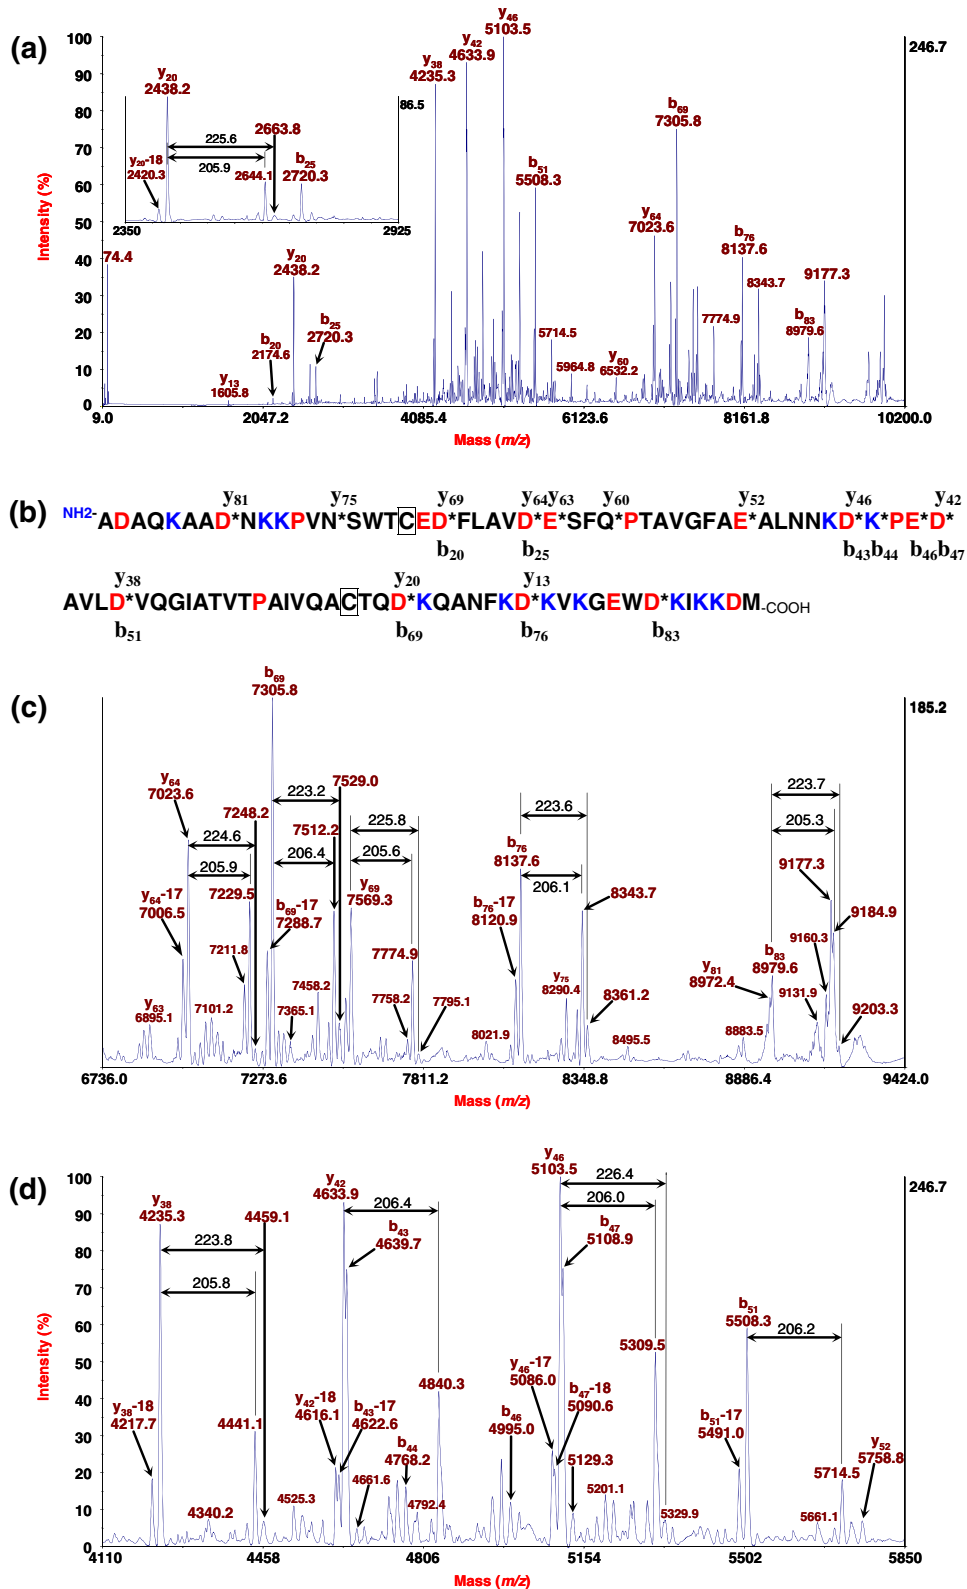 (a)
246.7
Intensity (%)
100
90
80
70
60
50
40
30
20
10
0
y46
5103.5
y42
4633.9
y38
4235.3
b69
7305.8
b51
5508.3
y64
7023.6
b76
8137.6
8343.7
9177.3
b83
8979.6
7774.9
5714.5
5964.8
y60
6532.2
74.4
y20
2438.2
b25
2720.3
b20
2174.6
y13
1605.8
y20
2438.2
86.5
225.6
2663.8
205.9
2644.1
b25
2720.3
y20-18
2420.3
2350 2925
9.0 2047.2 4085.4 6123.6 8161.8 10200.0
Mass (m/z)
(b)
y81 y75 y69 y64 y63 y60 y52 y46 y42
NH2-ADAQKAAD*NKKPVN*SWTCED*FLAVD*E*SFQ*PTAVGFAE*ALNNKD*K*PE*D*
b20 b25 b43 b44 b46 b47
y38 y20 y13
AVLD*VQGIATVTPAIVQACTQD*KQANFKD*KVKGEWD*KIKKDM-COOH
b51 b69 b76 b83
(c)
185.2
b69
7305.8
y64
7023.6
7248.2
223.2
7529.0
7512.2
225.8
224.6
205.9
206.4
205.6
223.6
206.1
223.7
205.3
y64-17
7006.5
7229.5
b69-17
7288.7
y69
7569.3
b76
8137.6
b76-17
8120.9
8343.7
9177.3
9184.9
7211.8
7458.2
7774.9
y63
6895.1
7101.2
7365.1
7758.2
7795.1
8021.9
y75
8290.4
8361.2
8495.5
8883.5
y81
8972.4
b83
8979.6
9160.3
9131.9
9203.3
6736.0 7273.6 7811.2 8348.8 8886.4 9424.0
Mass (m/z)
(d)
246.7
Intensity (%)
100
90
80
70
60
50
40
30
20
10
0
y38
4235.3
4459.1
223.8
205.8
y42
4633.9
206.4
b43
4639.7
y46
5103.5
226.4
206.0
b47
5108.9
b51
5508.3
206.2
5309.5
y38-18
4217.7
4441.1
y42-18
4616.1
b43-17
4622.6
4840.3
y46-17
5086.0
b47-18
5090.6
b51-17
5491.0
b44
4768.2
b46
4995.0
5129.3
5714.5
y52
5758.8
4340.2
4525.3
4661.6
4792.4
5201.1
5329.9
5661.1
4110 4458 4806 5154 5502 5850
Mass (m/z)